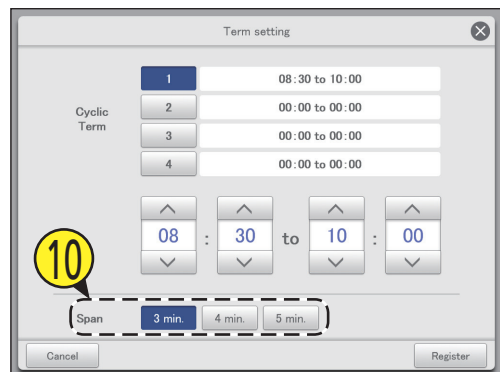 Term setting
Cyclic Term
1 08:30 to 10:00
2 00:00 to 00:00
3 00:00 to 00:00
4 00:00 to 00:00
08 : 30 to 10 : 00
10
Span 3 min. 4 min. 5 min.
Cancel Register